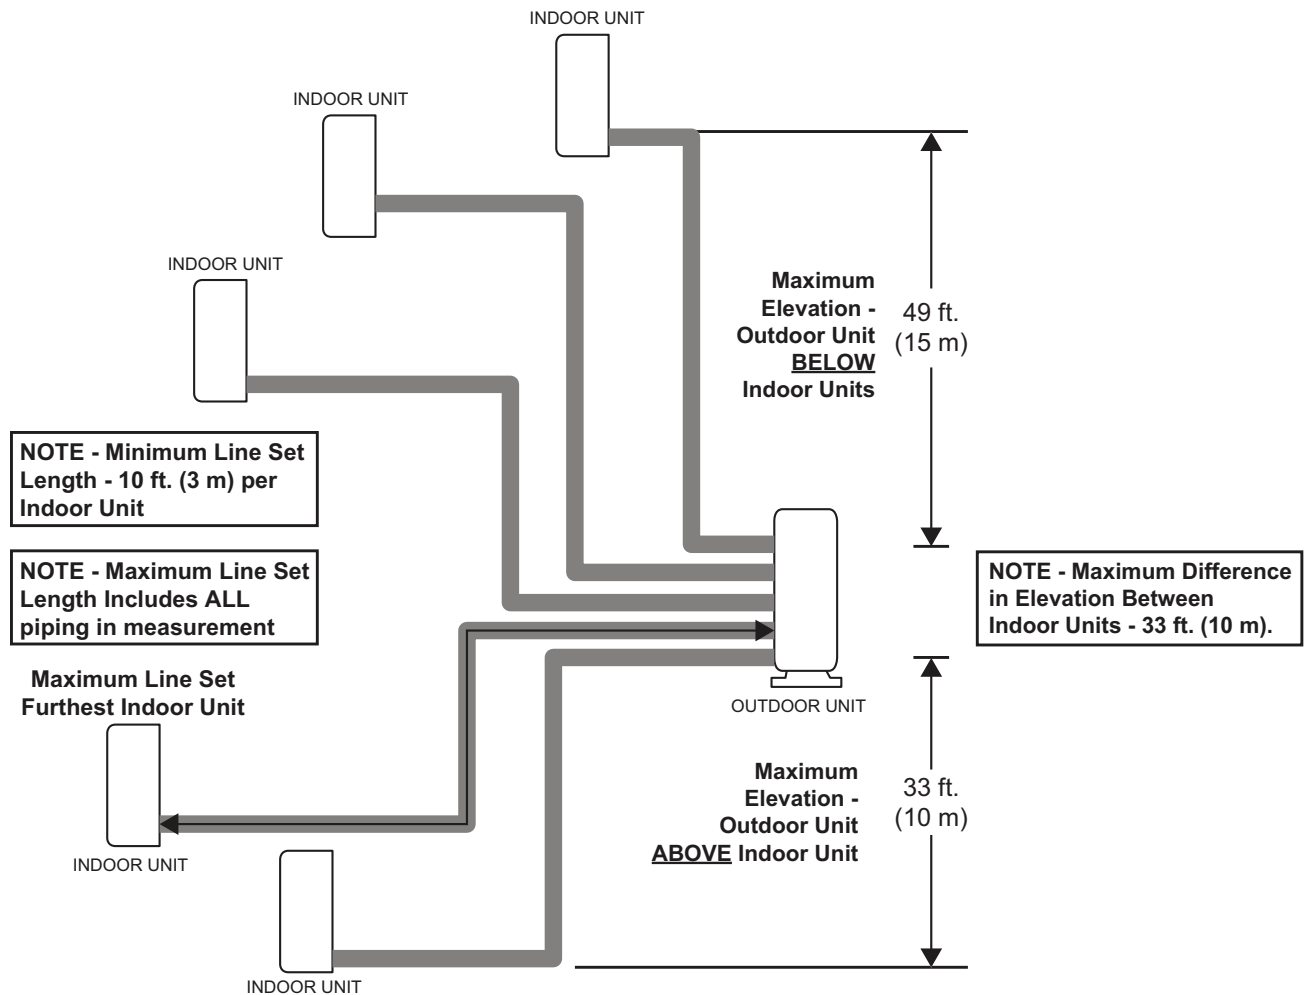 INDOOR UNIT
INDOOR UNIT
INDOOR UNIT
Maximum
Elevation -
Outdoor Unit
BELOW
Indoor Units
49 ft.
(15 m)
NOTE - Minimum Line Set
Length - 10 ft. (3 m) per
Indoor Unit
NOTE - Maximum Line Set
Length Includes ALL
piping in measurement
NOTE - Maximum Difference
in Elevation Between
Indoor Units - 33 ft. (10 m).
Maximum Line Set
Furthest Indoor Unit
OUTDOOR UNIT
Maximum
Elevation -
Outdoor Unit
ABOVE Indoor Unit
33 ft.
(10 m)
INDOOR UNIT
INDOOR UNIT